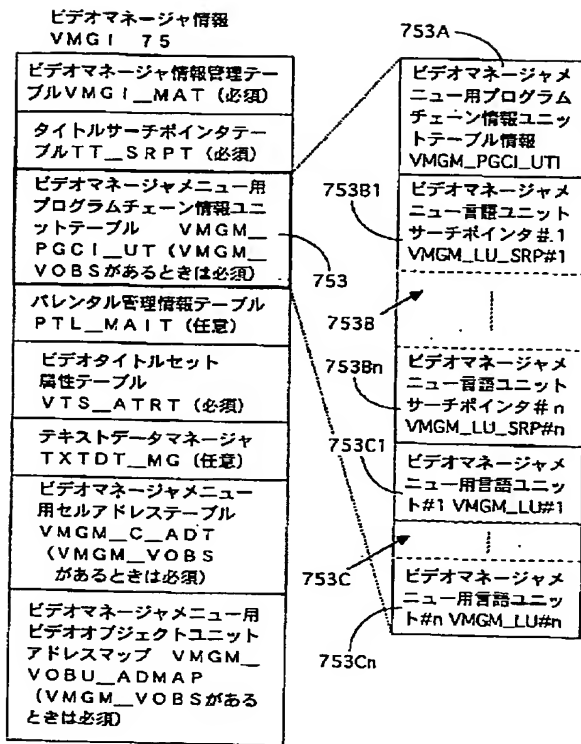 ビデオマネージャ情報
VMGI 75
ビデオマネージャ情報管理テー
ブルVMGI__MAT (必須)
タイトルサーチポインタテー
ブルTT__SRPT (必須)
ビデオマネージャメニュー用
プログラムチェーン情報ユニ
ットテーブル VMGM__
PGCI__UT (VMGM__
VOBSがあるときは必須)
パレンタル管理情報テーブル
PTL__MAIT (任意)
ビデオタイトルセット
属性テーブル
VTS__ATRT (必須)
テキストデータマネージャ
TXTDT__MG (任意)
ビデオマネージャメニュー
用セルアドレステーブル
VMGM__C__ADT
(VMGM__VOBS
があるときは必須)
ビデオマネージャメニュー用
ビデオオブジェクトユニット
アドレスマップ VMGM__
VOBU__ADMAP
(VMGM__VOBSがある
ときは必須)
753
753A
ビデオマネージャメ
ニュー用プログラム
チェーン情報ユニッ
トテーブル情報
VMGM_PGCI_UTI
753B1
ビデオマネージャメ
ニュー言語ユニット
サーチポインタ#1
VMGM_LU_SRP#1
753B
753Bn
ビデオマネージャメ
ニュー言語ユニット
サーチポインタ#n
VMGM_LU_SRP#n
753C1
ビデオマネージャメ
ニュー用言語ユニッ
ト#1 VMGM_LU#1
753C
ビデオマネージャメ
ニュー用言語ユニッ
ト#n VMGM_LU#n
753Cn